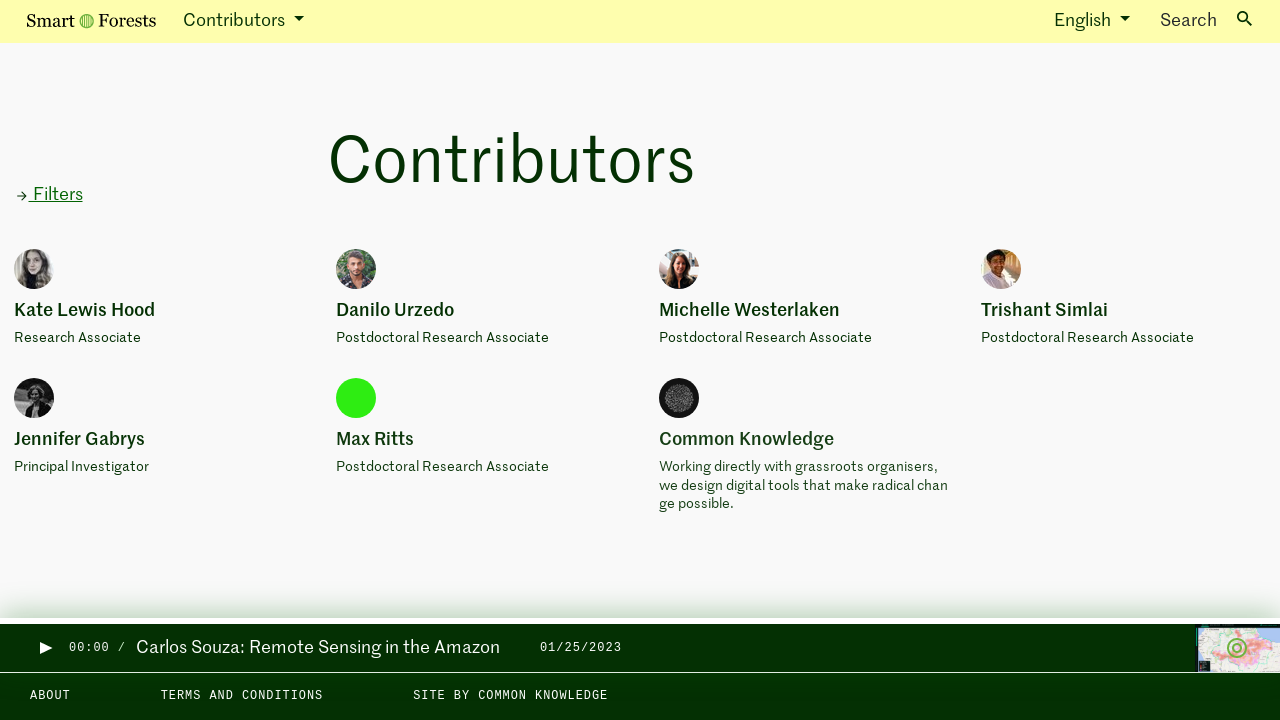 Smart Forests
Contributors
English
Search
Contributors
Filters
Kate Lewis Hood
Research Associate
Danilo Urzedo
Postdoctoral Research Associate
Michelle Westerlaken
Postdoctoral Research Associate
Trishant Simlai
Postdoctoral Research Associate
Jennifer Gabrys
Principal Investigator
Max Ritts
Postdoctoral Research Associate
Common Knowledge
Working directly with grassroots organisers,
we design digital tools that make radical chan
ge possible.
00:00 /
Carlos Souza: Remote Sensing in the Amazon
01/25/2023
ABOUT
TERMS AND CONDITIONS
SITE BY COMMON KNOWLEDGE